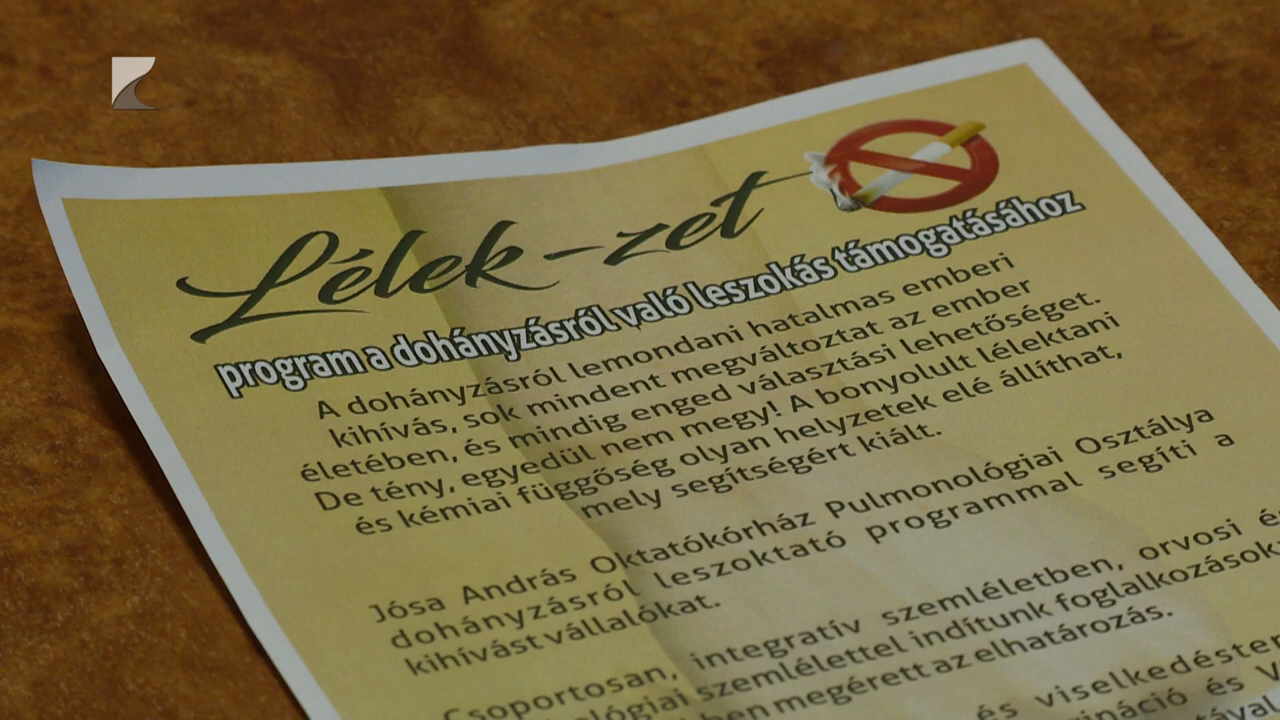 Lélek-zet
program a dohányzásról való leszokás támogatásához
A dohányzásról lemondani hatalmas emberi
kihívás, sok mindent megváltoztat az ember
életében, és mindig enged választási lehetőséget.
De tény, egyedül nem megy! A bonyolult lélektani
és kémiai függőség olyan helyzetek elé állíthat,
mely segítségért kiált.
Jósa András Oktatókórház Pulmonológiai Osztálya
dohányzásról leszoktató programmal segíti a
kihívást vállalókat.
Csoportosan, integratív szemléletben, orvosi
szemlélettel indítunk
megérett az elhatározás.
és
és